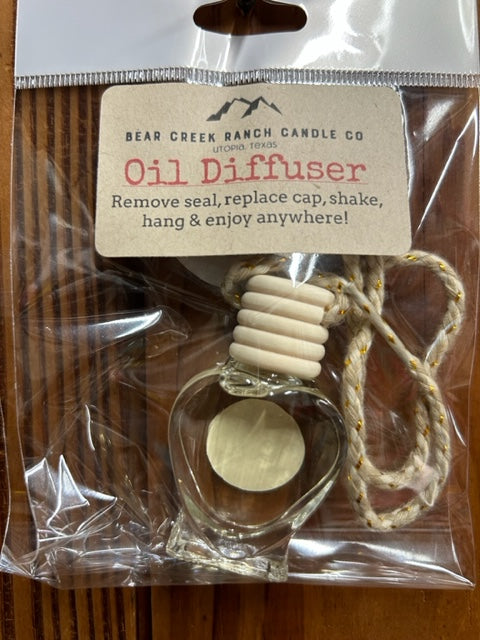 BEAR CREEK RANCH CANDLE CO
UTOPIA, TEXAS
Oil Diffuser
Remove seal, replace cap, shake,
hang & enjoy anywhere!